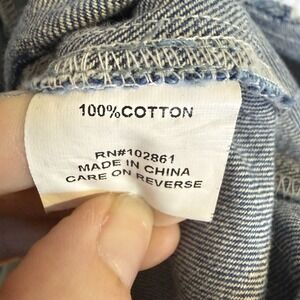 100%COTTON
RN#102861
MADE IN CHINA
CARE ON REVERSE